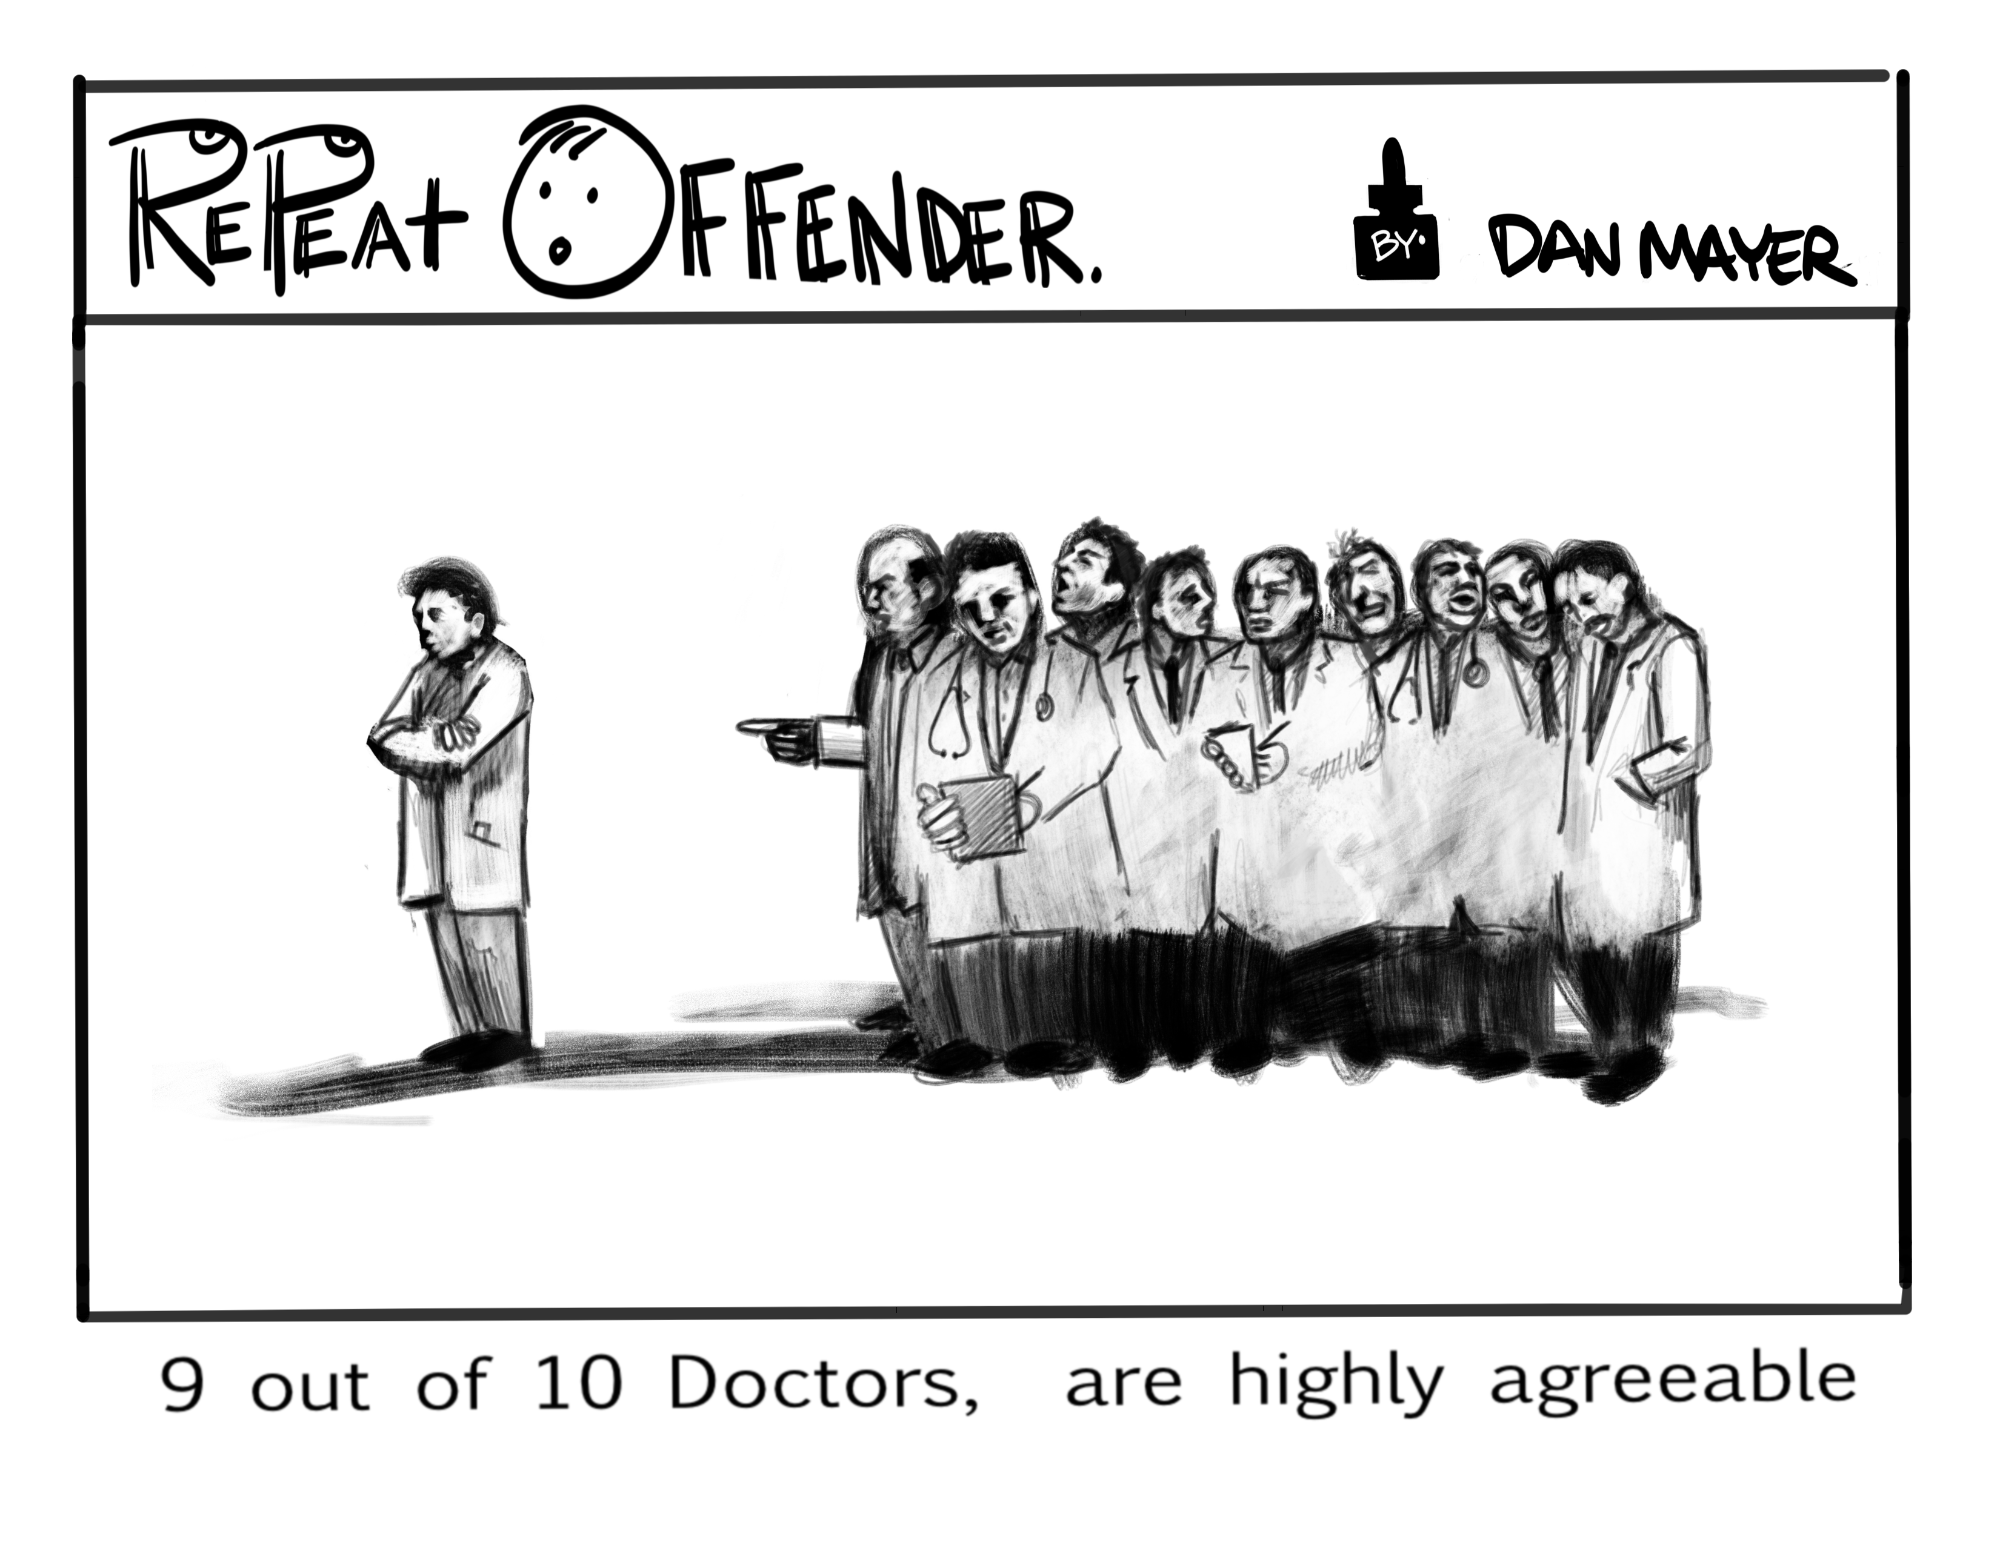 RePeat OFFENDER.
BY. DAN MAYER
9 out of 10 Doctors, are highly agreeable